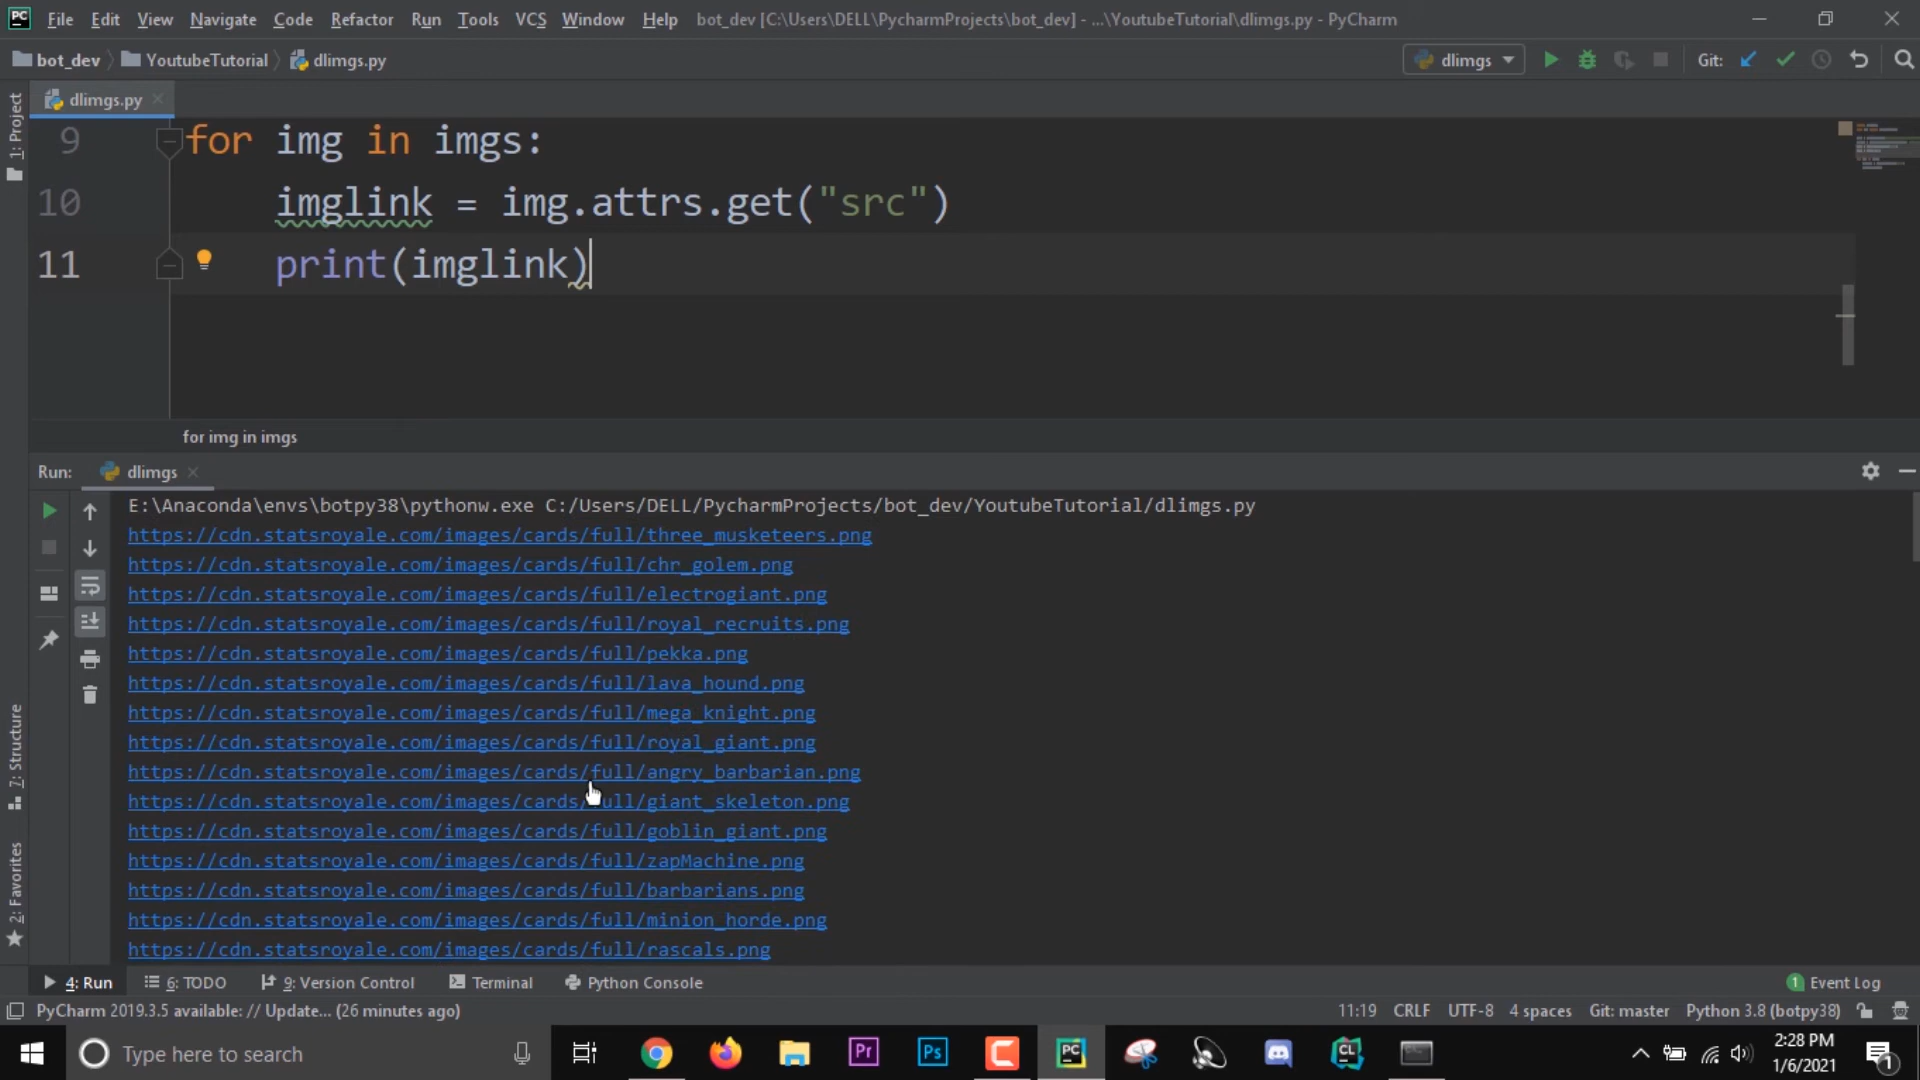 PC File Edit View Navigate Code Refactor Run Tools VCS Window Help bot_dev [C:\Users\DELL\PycharmProjects\bot_dev] - ...\YoutubeTutorial\dlimgs.py - PyCharm
bot_dev YoutubeTutorial dlimgs.py dlimgs Git:
1: Project
dlimgs.py
9 for img in imgs:
10 imglink = img.attrs.get("src")
11 print(imglink)
for img in imgs
Run: dlimgs
E:\Anaconda\envs\botpy38\pythonw.exe C:/Users/DELL/PycharmProjects/bot_dev/YoutubeTutorial/dlimgs.py
https://cdn.statsroyale.com/images/cards/full/three_musketeers.png
https://cdn.statsroyale.com/images/cards/full/chr_golem.png
https://cdn.statsroyale.com/images/cards/full/electrogiant.png
https://cdn.statsroyale.com/images/cards/full/royal_recruits.png
https://cdn.statsroyale.com/images/cards/full/pekka.png
https://cdn.statsroyale.com/images/cards/full/lava_hound.png
https://cdn.statsroyale.com/images/cards/full/mega_knight.png
https://cdn.statsroyale.com/images/cards/full/royal_giant.png
https://cdn.statsroyale.com/images/cards/full/angry_barbarian.png
https://cdn.statsroyale.com/images/cards/full/giant_skeleton.png
https://cdn.statsroyale.com/images/cards/full/goblin_giant.png
https://cdn.statsroyale.com/images/cards/full/zapMachine.png
https://cdn.statsroyale.com/images/cards/full/barbarians.png
https://cdn.statsroyale.com/images/cards/full/minion_horde.png
https://cdn.statsroyale.com/images/cards/full/rascals.png
7: Structure
2: Favorites
4: Run 6: TODO 9: Version Control Terminal Python Console 1 Event Log
PyCharm 2019.3.5 available: // Update... (26 minutes ago) 11:19 CRLF UTF-8 4 spaces Git: master Python 3.8 (botpy38)
Type here to search Pr Ps C PC CL 2:28 PM
1/6/2021 1